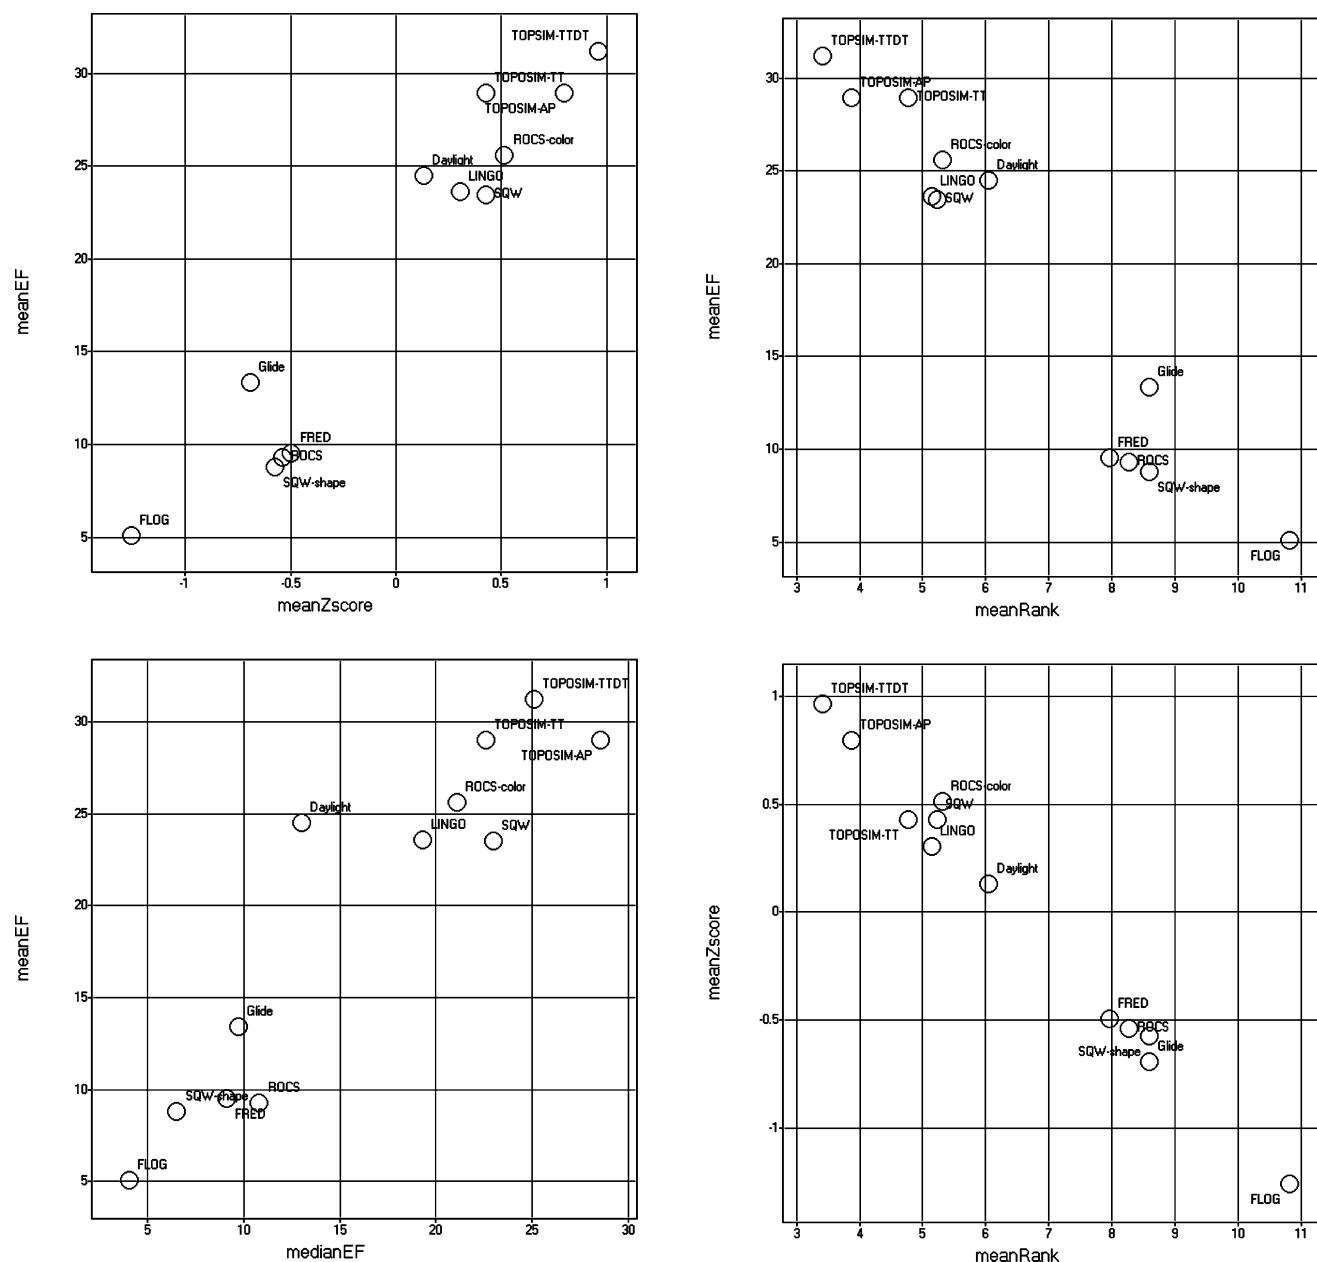 TOPSIM-TTDT
30
TOPOSIM-TT
TOPOSIM-AP
ROCS-color
25
Daylight
LINGO
SQW
20
meanEF
15
Glide
10
FRED
ROCS
SQW-shape
FLOG
5
-1 -0.5 0 0.5 1
meanZscore
TOPSIM-TTDT
30
TOPOSIM-AP
TOPOSIM-TT
ROCS-color
25
Daylight
LINGO
SQW
20
meanEF
15
Glide
10
FRED
ROCS
SQW-shape
5
FLOG
3 4 5 6 7 8 9 10 11
meanRank
TOPOSIM-TTDT
30
TOPOSIM-TT
TOPOSIM-AP
ROCS-color
25
Daylight
LINGO
SQW
20
meanEF
15
Glide
10
SQW-shape
ROCS
FRED
FLOG
5
5 10 15 20 25 30
medianEF
TOPSIM-TTDT
1
TOPOSIM-AP
ROCS-color
0.5
SQW
TOPOSIM-TT
LINGO
Daylight
0
meanZscore
FRED
-0.5
ROCS
SQW-shape
Glide
-1
FLOG
3 4 5 6 7 8 9 10 11
meanRank